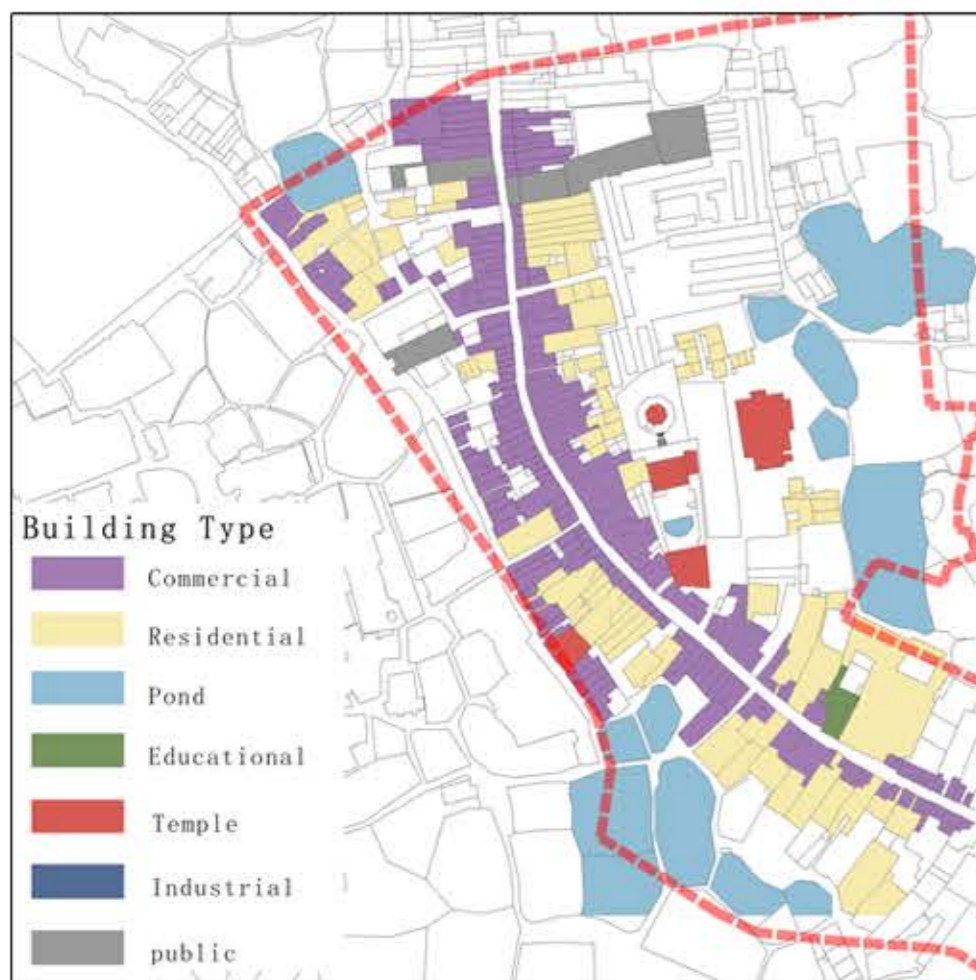 Building Type
Commercial
Residential
Pond
Educational
Temple
Industrial
public